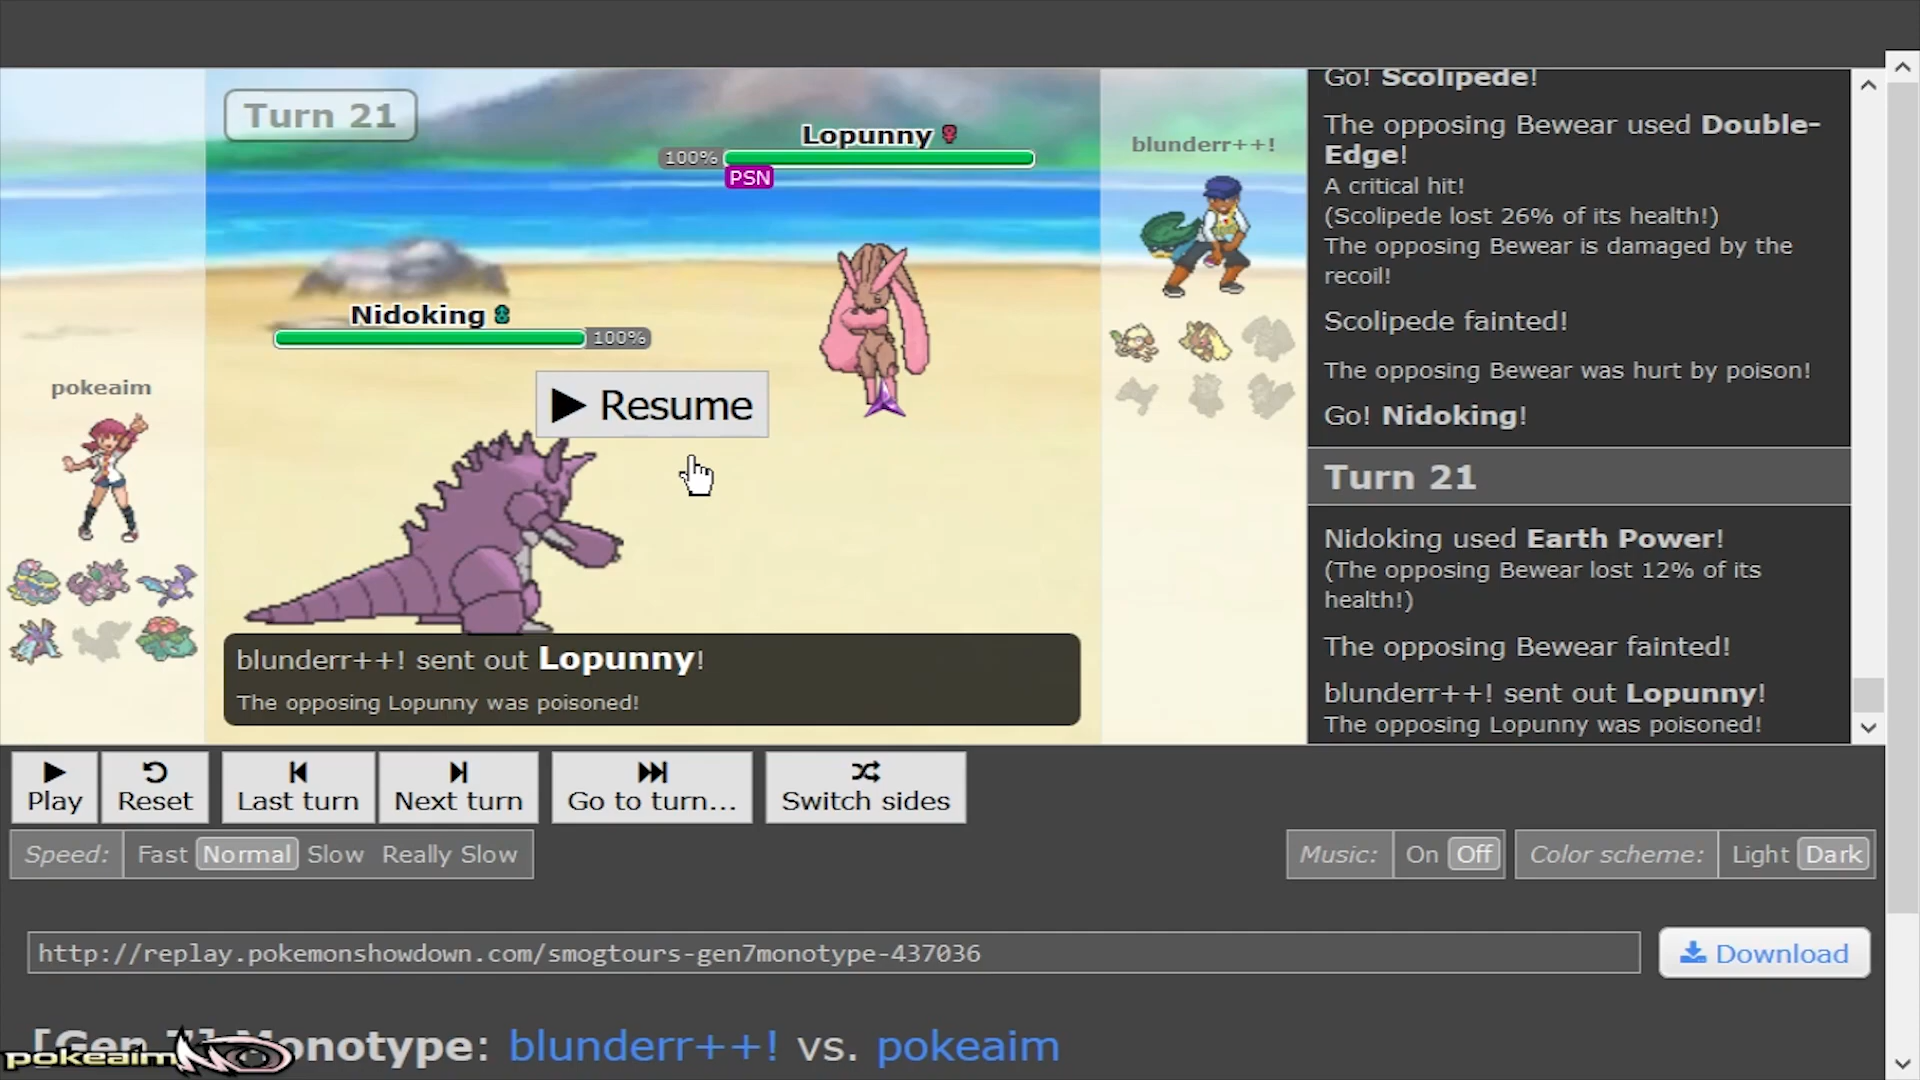 Turn 21
Lopunny
100%
PSN
Nidoking
100%
pokeaim
blunderr++!
Resume
blunderr++! sent out Lopunny!
The opposing Lopunny was poisoned!
Go! Scolipede!
The opposing Bewear used Double-
Edge!
A critical hit!
(Scolipede lost 26% of its health!)
The opposing Bewear is damaged by the
recoil!
Scolipede fainted!
The opposing Bewear was hurt by poison!
Go! Nidoking!
Turn 21
Nidoking used Earth Power!
(The opposing Bewear lost 12% of its
health!)
The opposing Bewear fainted!
blunderr++! sent out Lopunny!
The opposing Lopunny was poisoned!
Play Reset Last turn Next turn Go to turn... Switch sides
Speed: Fast Normal Slow Really Slow Music: On Off Color scheme: Light Dark
http://replay.pokemonshowdown.com/smogtours-gen7monotype-437036 Download
[Gen 7] Monotype: blunderr++! vs. pokeaim
pokeaim